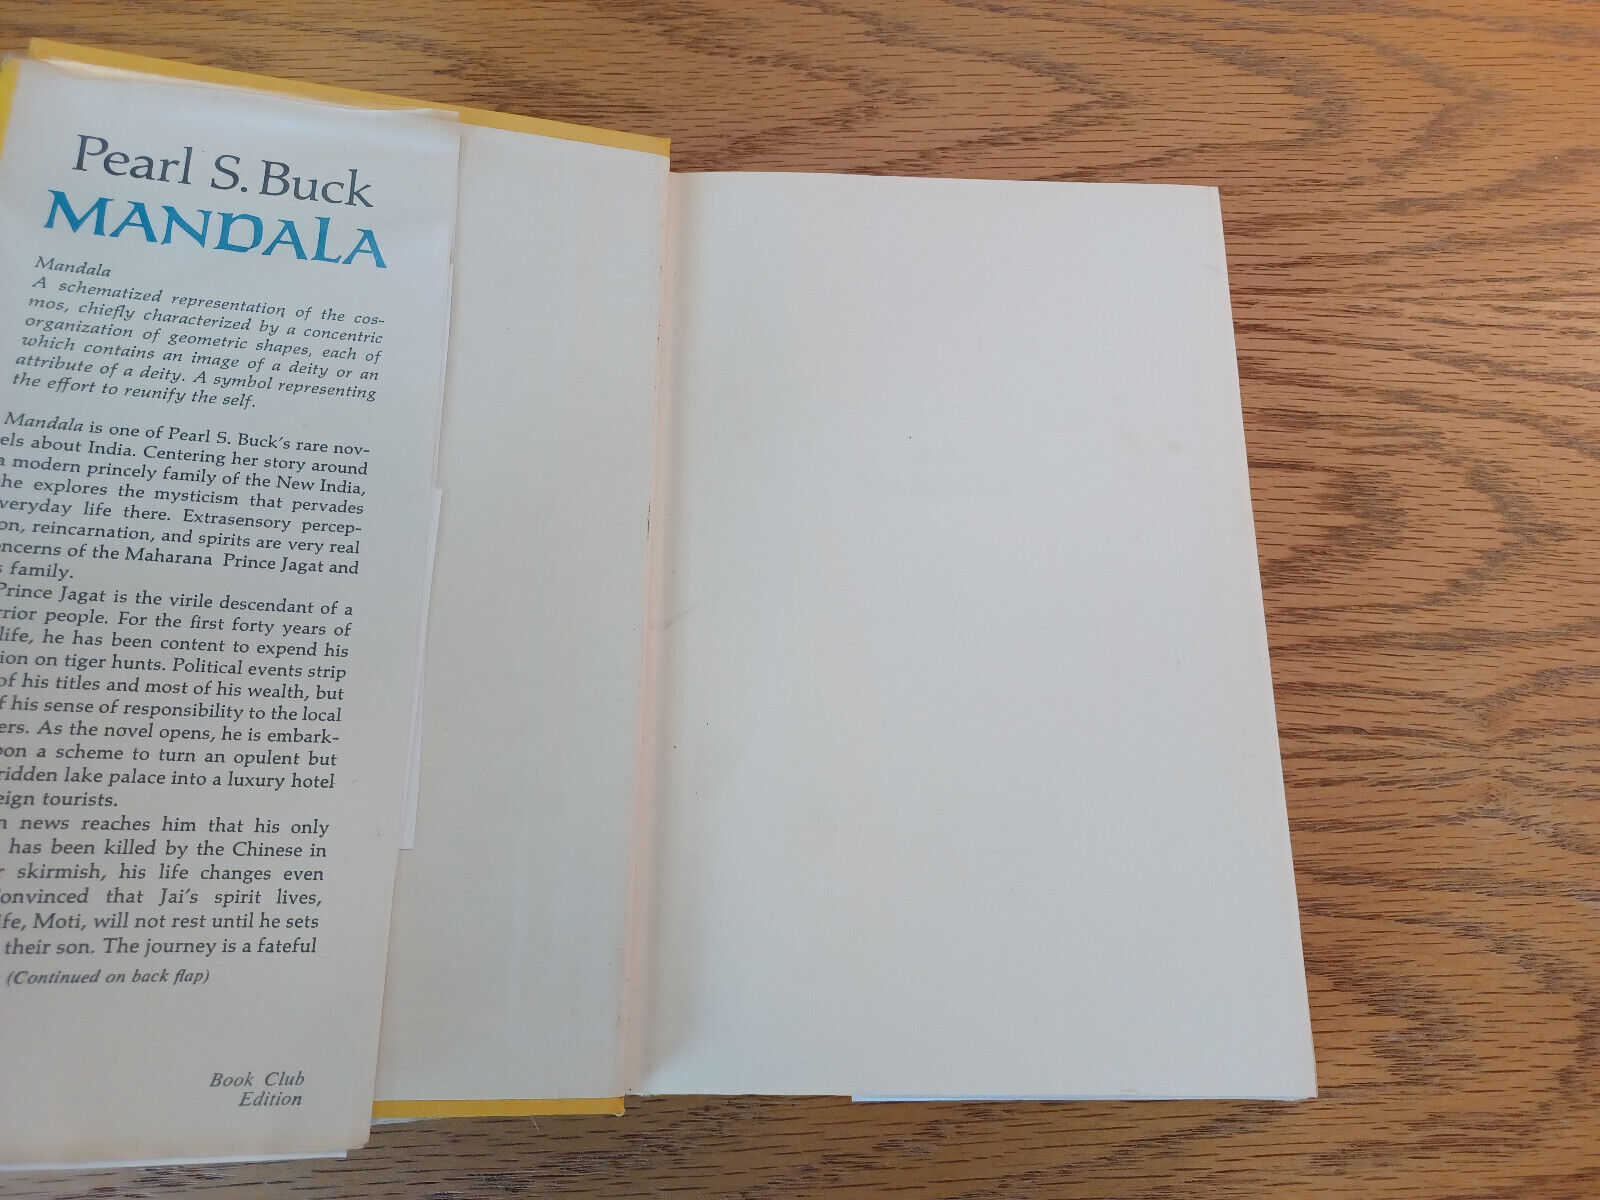 Pearl S. Buck
MANDALA
Mandala
A schematized representation of the cos-
mos, chiefly characterized by a concentric
organization of geometric shapes, each of
which contains an image of a deity or an
attribute of a deity. A symbol representing
the effort to reunify the self.
Mandala is one of Pearl S. Buck's rare nov-
els about India. Centering her story around
a modern princely family of the New India,
he explores the mysticism that pervades
veryday life there. Extrasensory percep-
on, reincarnation, and spirits are very real
ncerns of the Maharana Prince Jagat and
s family.
Prince Jagat is the virile descendant of a
rrior people. For the first forty years of
life, he has been content to expend his
ion on tiger hunts. Political events strip
of his titles and most of his wealth, but
f his sense of responsibility to the local
ers. As the novel opens, he is embark-
pon a scheme to turn an opulent but
ridden lake palace into a luxury hotel
eign tourists.
n news reaches him that his only
has been killed by the Chinese in
r skirmish, his life changes even
onvinced that Jai's spirit lives,
ife, Moti, will not rest until he sets
their son. The journey is a fateful
(Continued on back flap)
Book Club
Edition